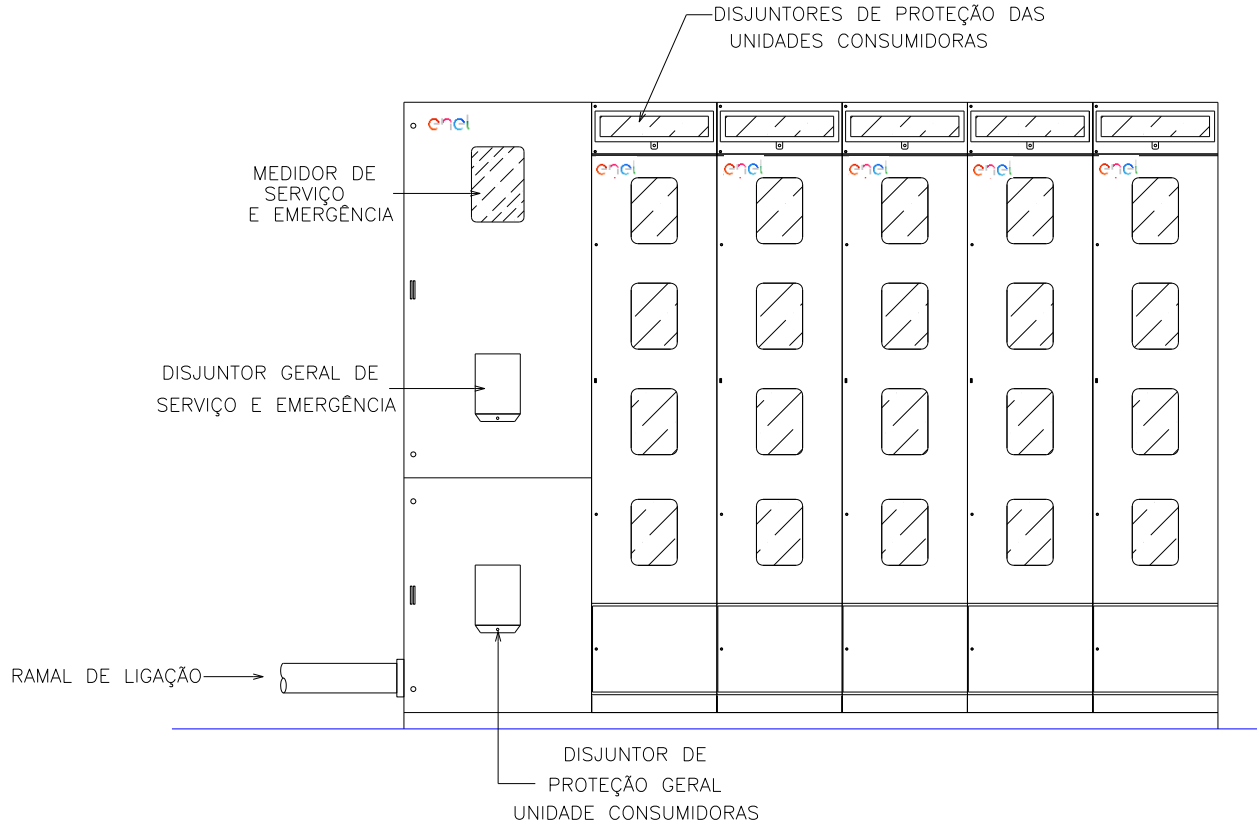 DISJUNTORES DE PROTEÇÃO DAS
UNIDADES CONSUMIDORAS
enel
enel
enel
enel
enel
enel
MEDIDOR DE
SERVIÇO
E EMERGÊNCIA
DISJUNTOR GERAL DE
SERVIÇO E EMERGÊNCIA
RAMAL DE LIGAÇÃO
DISJUNTOR DE
PROTEÇÃO GERAL
UNIDADE CONSUMIDORAS